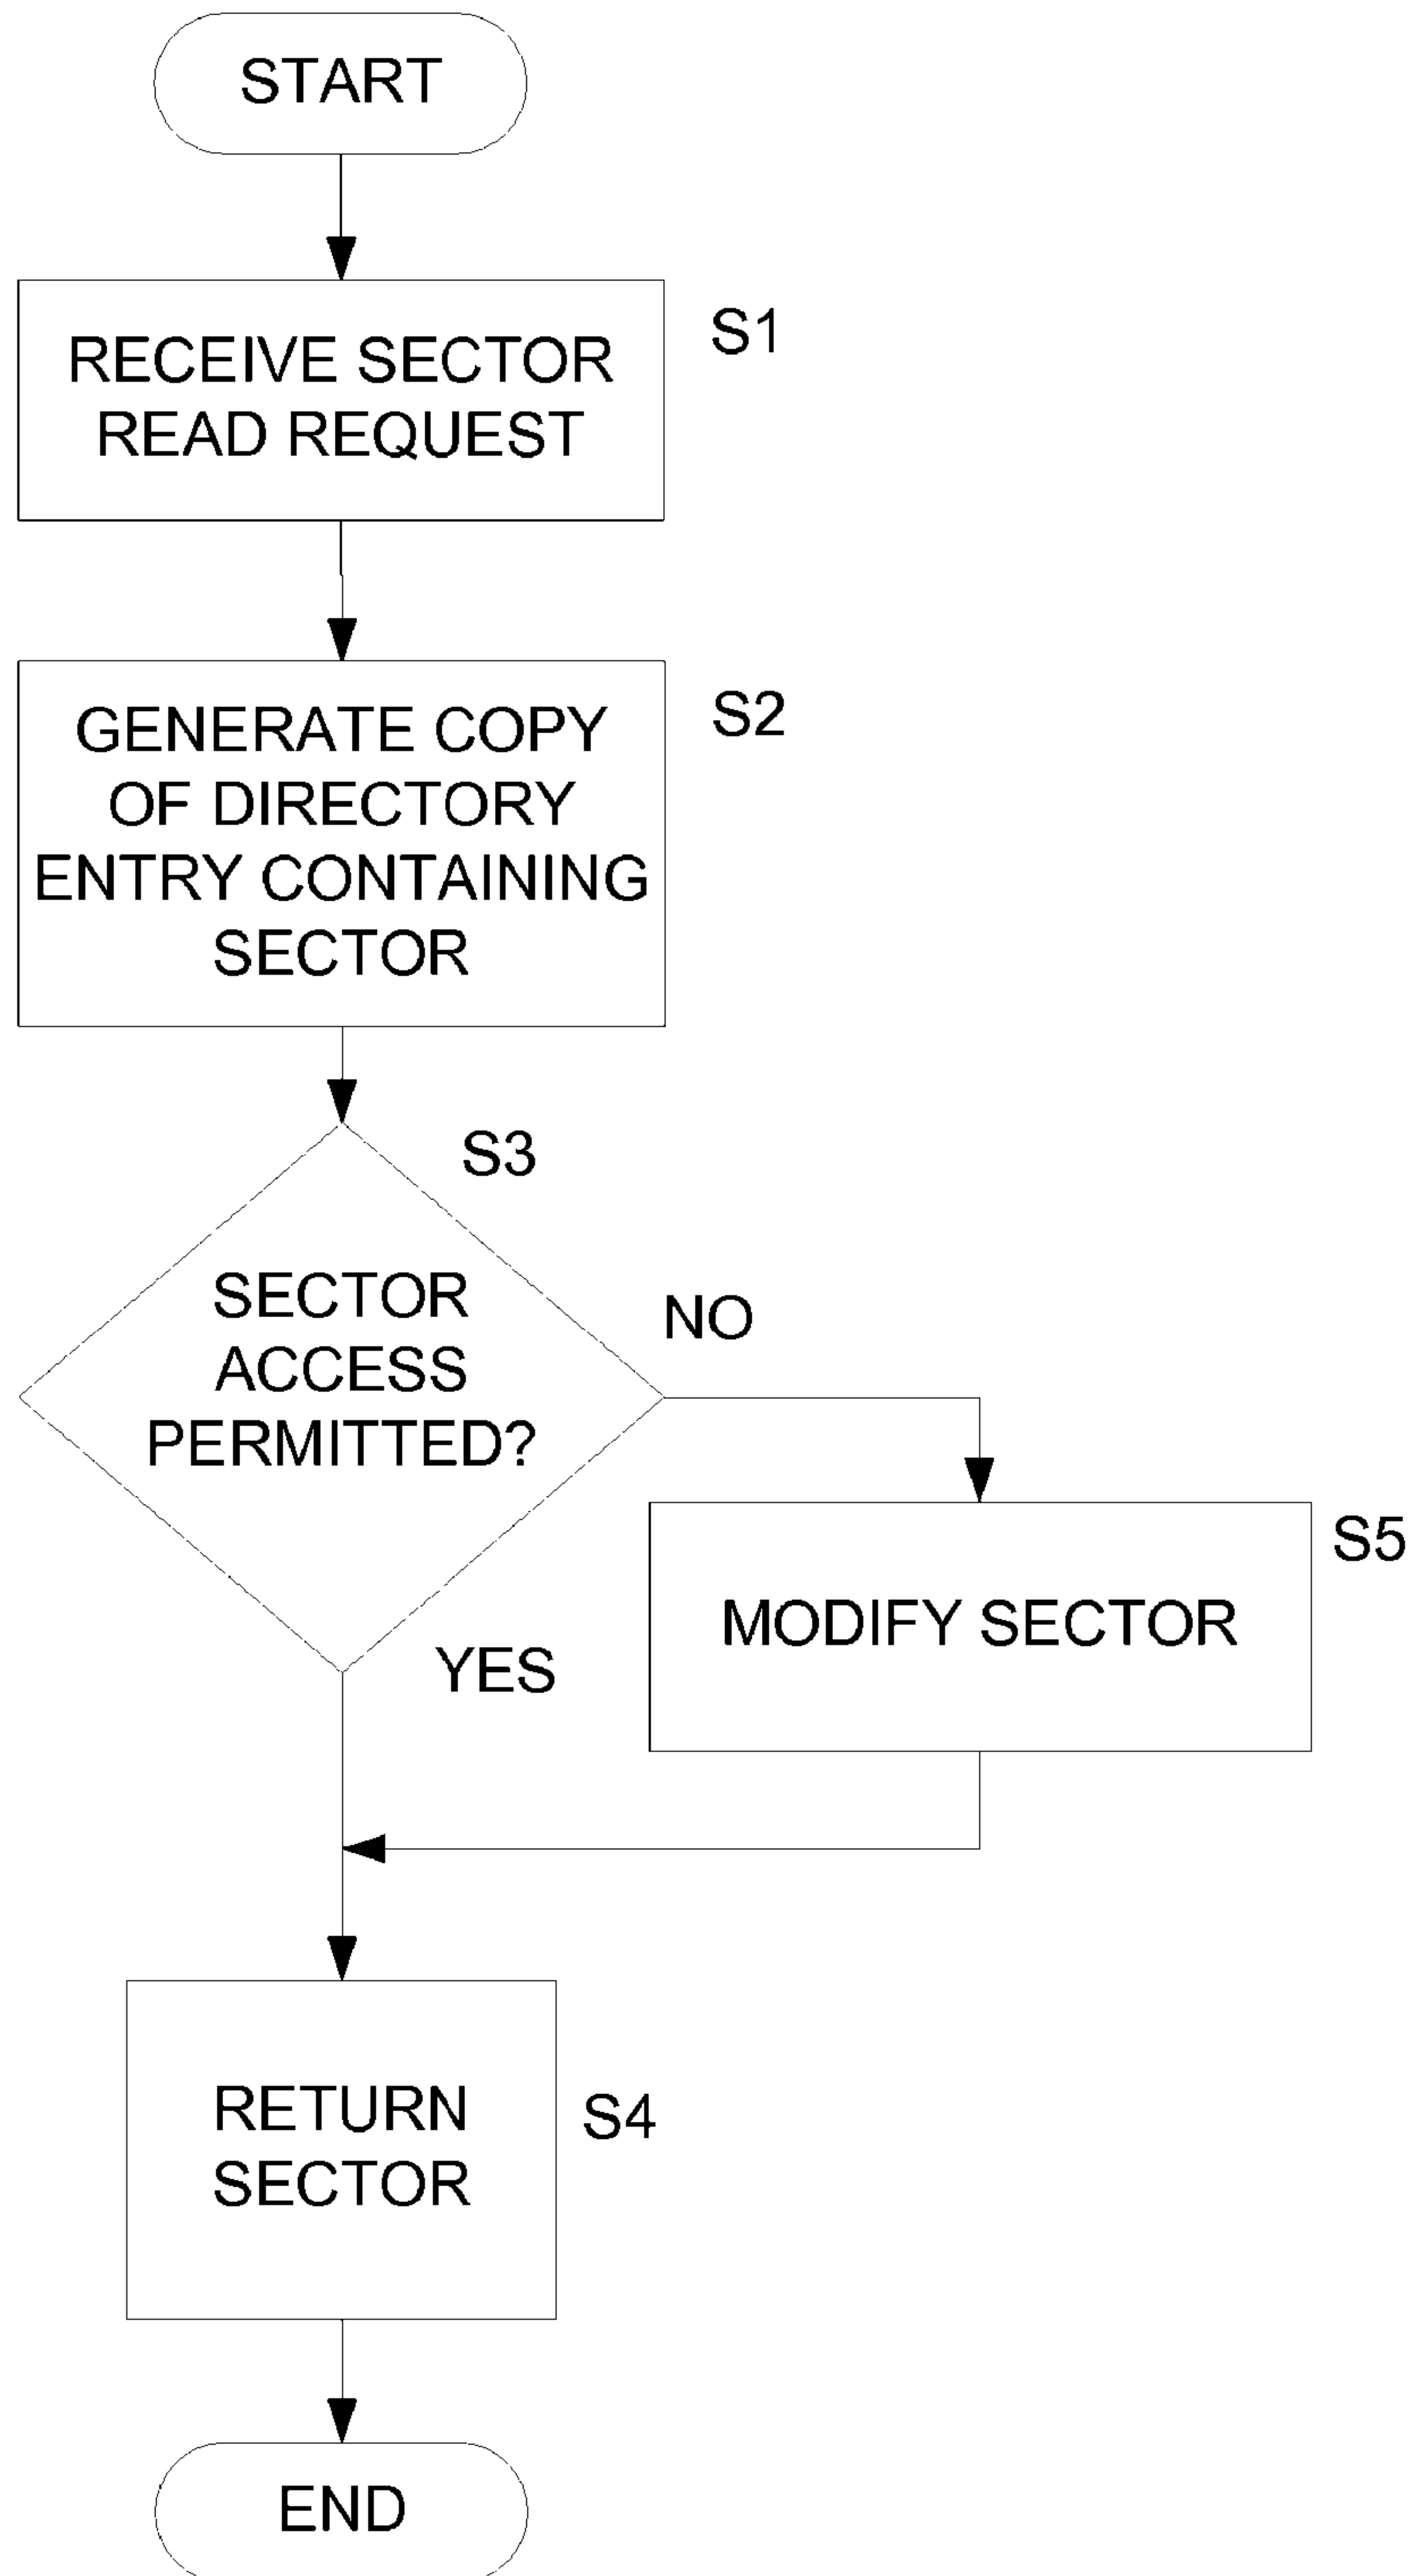 START
RECEIVE SECTOR
READ REQUEST
S1
GENERATE COPY
OF DIRECTORY
ENTRY CONTAINING
SECTOR
S2
S3
SECTOR
ACCESS
PERMITTED?
NO
YES
MODIFY SECTOR
S5
RETURN
SECTOR
S4
END